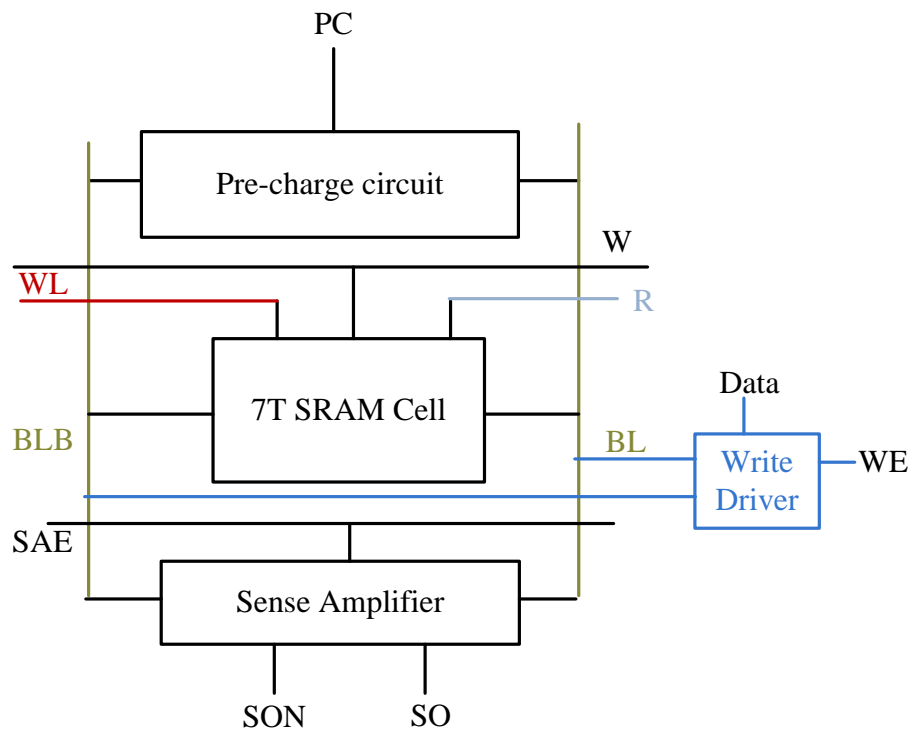 PC
Pre-charge circuit
W
WL
R
7T SRAM Cell
Data
BLB
BL
Write
Driver
WE
SAE
Sense Amplifier
SON
SO